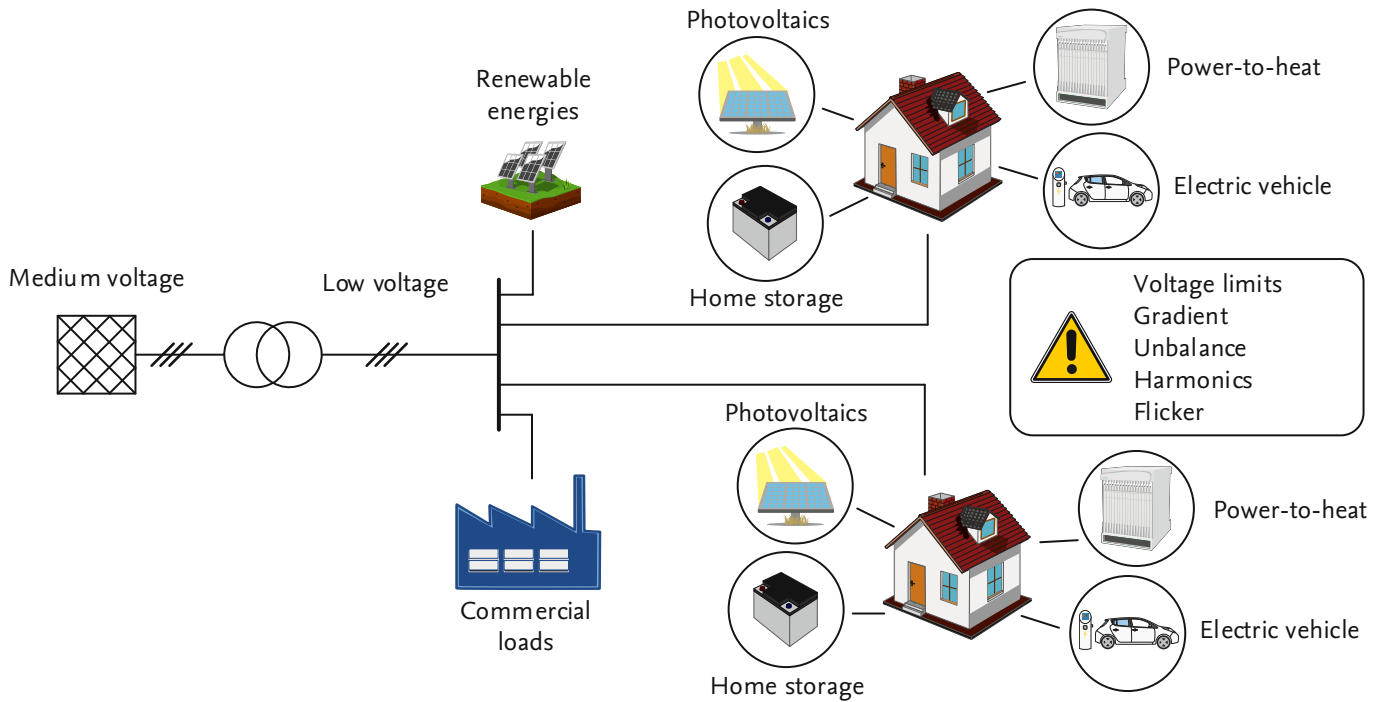 Photovoltaics
Power-to-heat
Renewable
energies
Electric vehicle
Medium voltage
Low voltage
Home storage
Voltage limits
Gradient
Unbalance
Harmonics
Flicker
Photovoltaics
Power-to-heat
Commercial
loads
Electric vehicle
Home storage